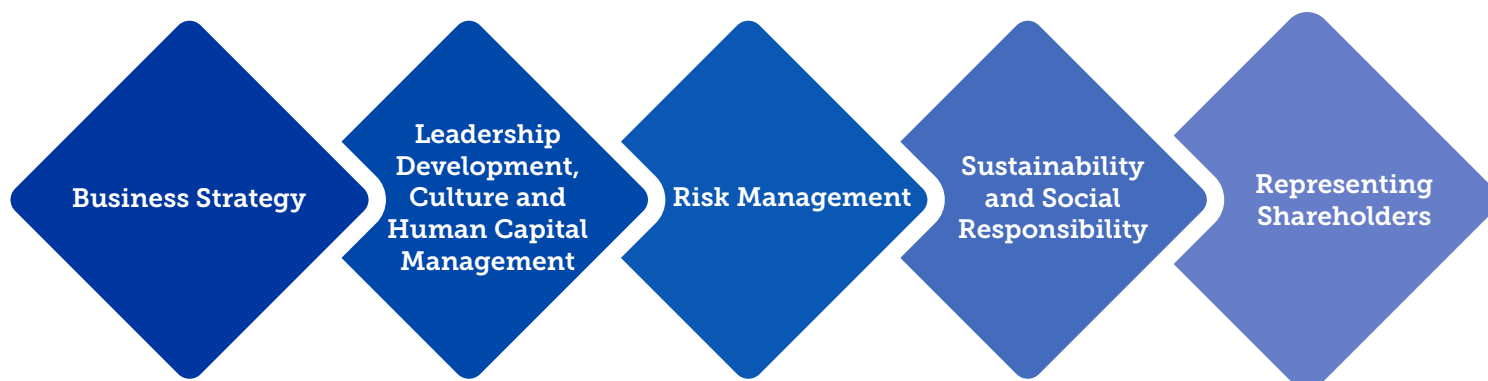 Business Strategy
Leadership
Development,
Culture and
Human Capital
Management
Risk Management
Sustainability
and Social
Responsibility
Representing
Shareholders